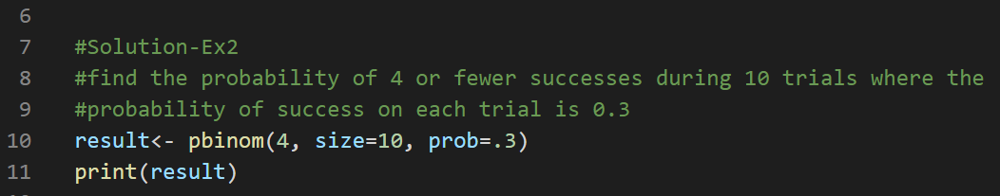 6
7 #Solution-Ex2
8 #find the probability of 4 or fewer successes during 10 trials where the
9 #probability of success on each trial is 0.3
10 result<- pbinom(4, size=10, prob=.3)
11 print(result)